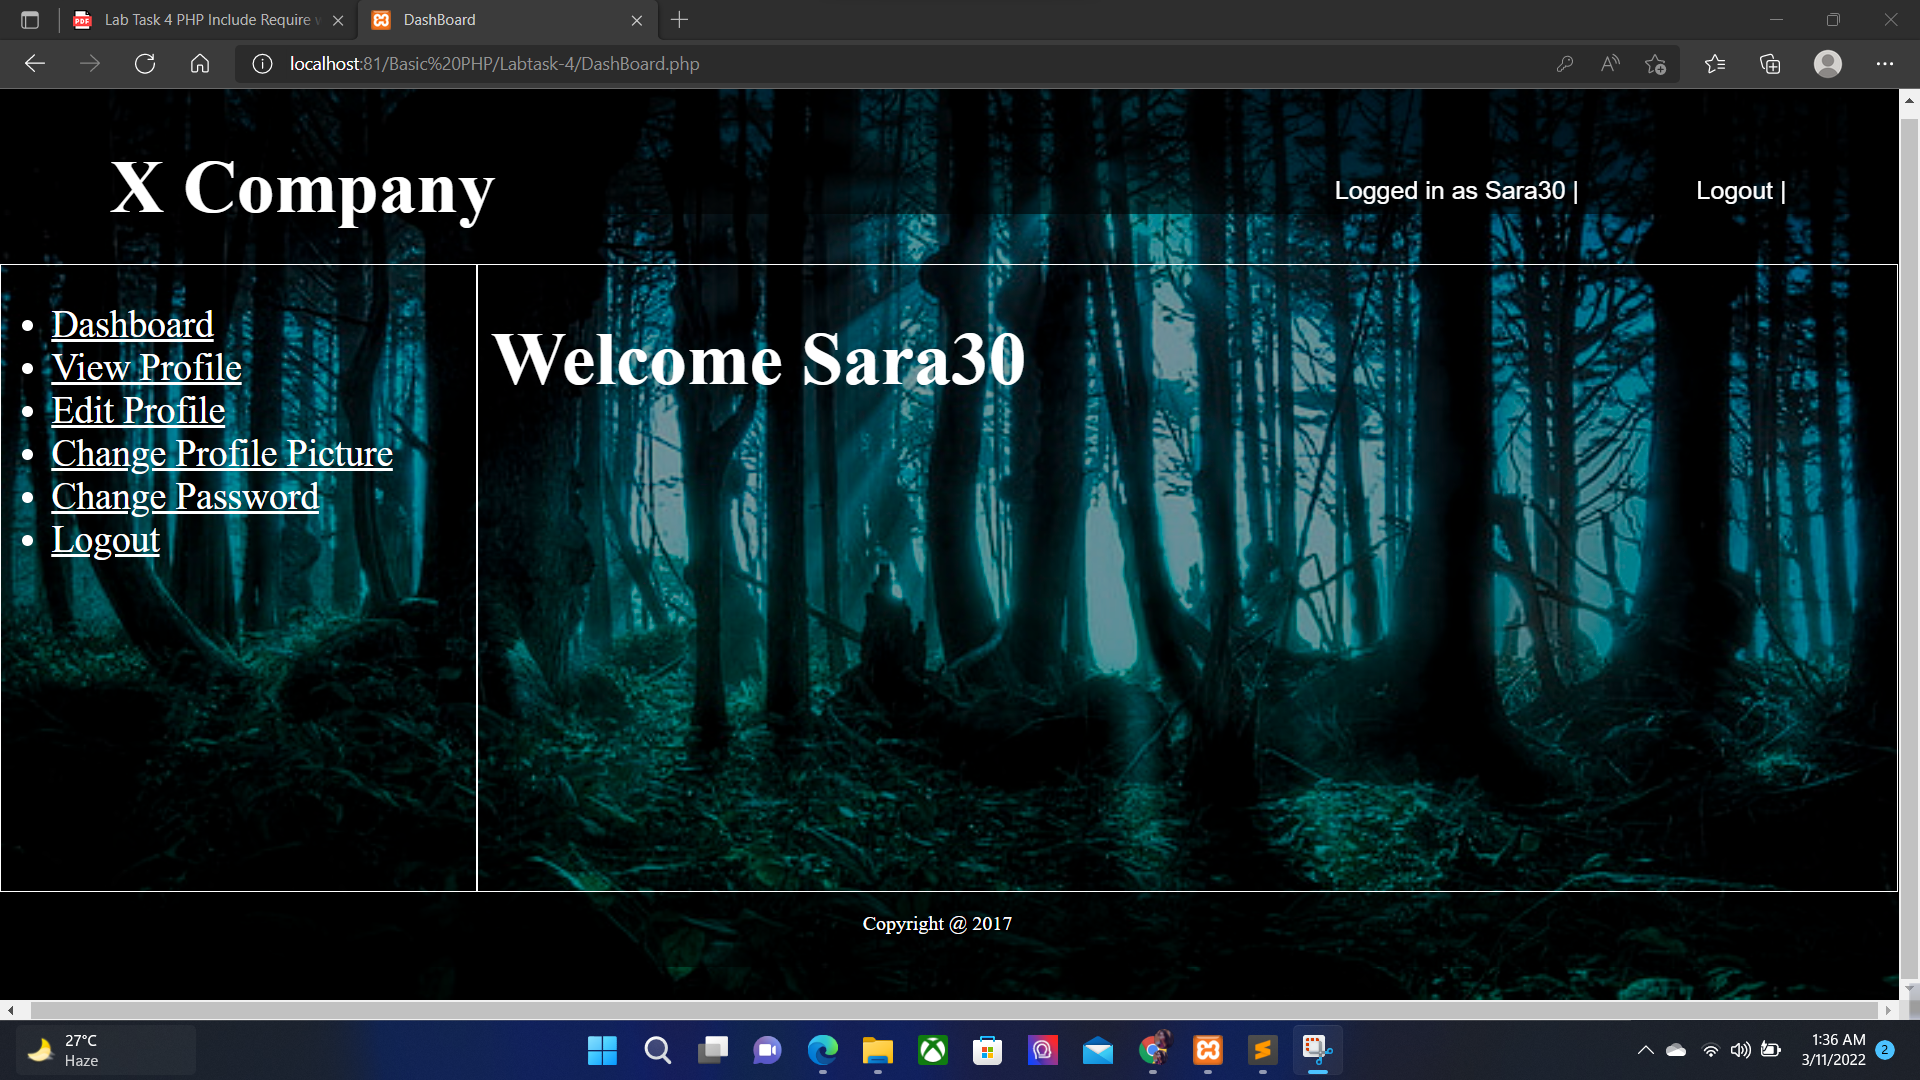 Lab Task 4 PHP Include Require
DashBoard
localhost:81/Basic%20PHP/Labtask-4/DashBoard.php
X Company
Logged in as Sara30 |
Logout |
Dashboard
View Profile
Edit Profile
Change Profile Picture
Change Password
Logout
Welcome Sara30
Copyright @ 2017
27°C
Haze
1:36 AM
3/11/2022
2